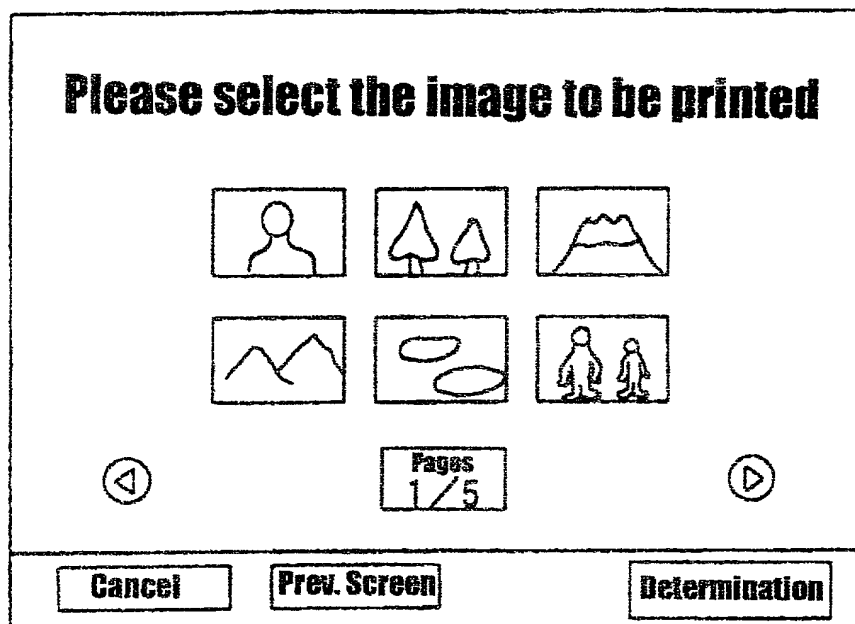 Please select the image to be printed
Pages
1/5
Cancel
Prev. Screen
Determination